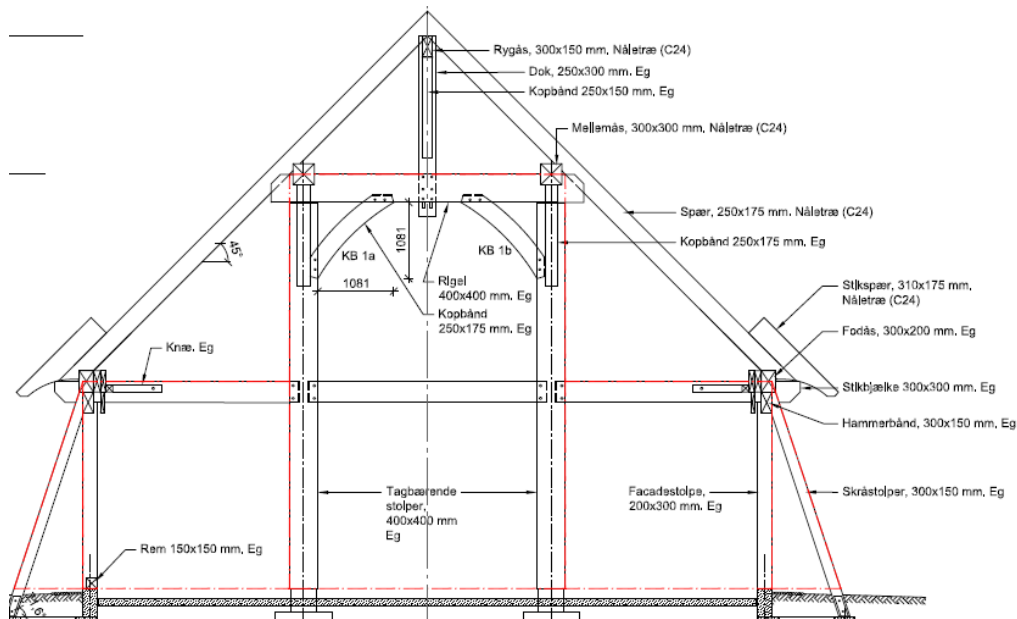 Rygås, 300x150 mm, Nåletræ (C24)
Dok, 250x300 mm. Eg
Kopbånd 250x150 mm, Eg
Mellemås, 300x300 mm, Nåletræ (C24)
Spær, 250x175 mm. Nåletræ (C24)
Kopbånd 250x175 mm, Eg
45°
KB 1a
1081
KB 1b
1081
Rigel
400x400 mm. Eg
Kopbånd
250x175 mm. Eg
Stikspær, 310x175 mm,
Nåletræ (C24)
Fodås, 300x200 mm. Eg
Knæ. Eg
Stikbjælke 300x300 mm. Eg
Hammerbånd, 300x150 mm, Eg
Tagbærende
stolper,
400x400 mm
Eg
Facadestolpe,
200x300 mm. Eg
Skråstolper, 300x150 mm, Eg
Rem 150x150 mm, Eg